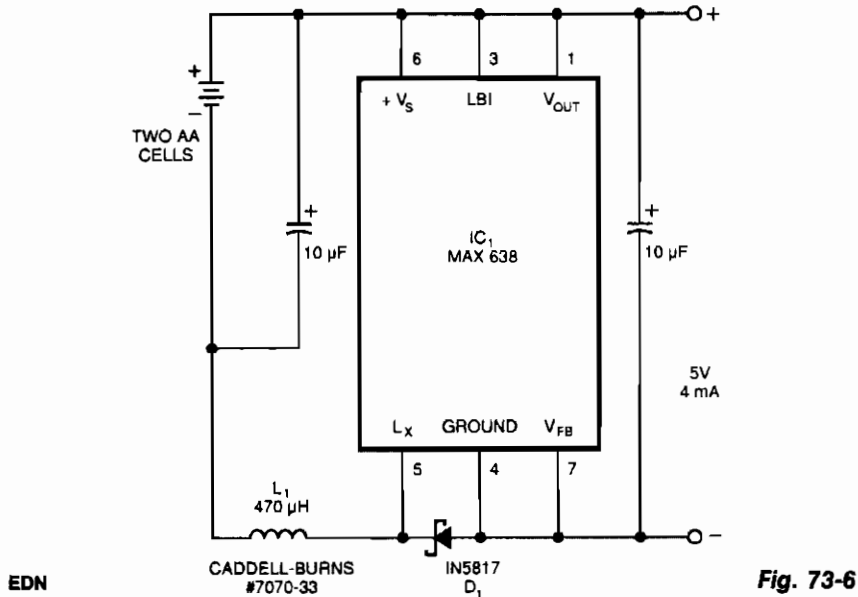 +
6 3 1
+
+ V_S LBI V_OUT
−
TWO AA
CELLS
+
10 µF
IC_1
MAX 638
+
10 µF
5V
4 mA
L_X GROUND V_FB
5 4 7
L_1
470 µH
−
CADDELL-BURNS
#7070-33
IN5817
D_1
EDN
Fig. 73-6